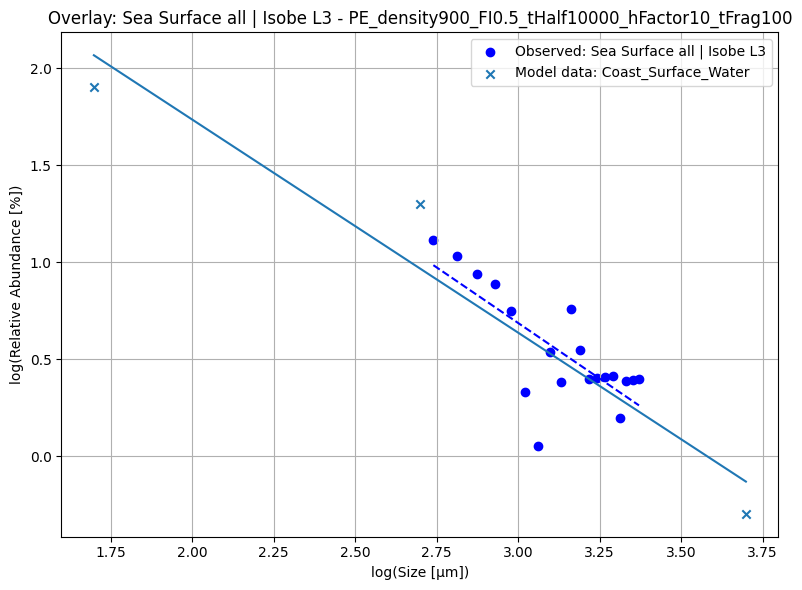 Overlay: Sea Surface all | Isobe L3 - PE_density900_FI0.5_tHalf10000_hFactor10_tFrag100
Observed: Sea Surface all | Isobe L3
Model data: Coast_Surface_Water
log(Relative Abundance [%])
2.0
1.5
1.0
0.5
0.0
1.75 2.00 2.25 2.50 2.75 3.00 3.25 3.50 3.75
log(Size [µm])